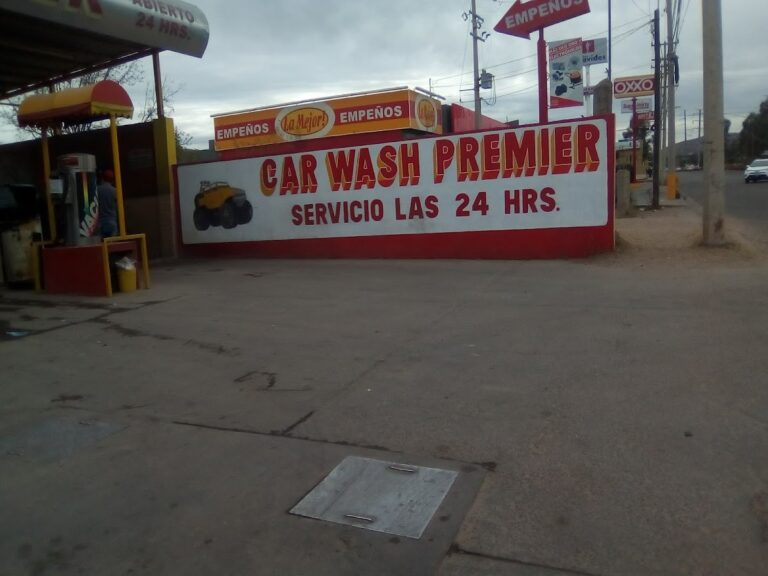 ABIERTO
24 HRS.
EMPEÑOS
OXXO
EMPEÑOS La Mejor! EMPEÑOS
CAR WASH PREMIER
SERVICIO LAS 24 HRS.